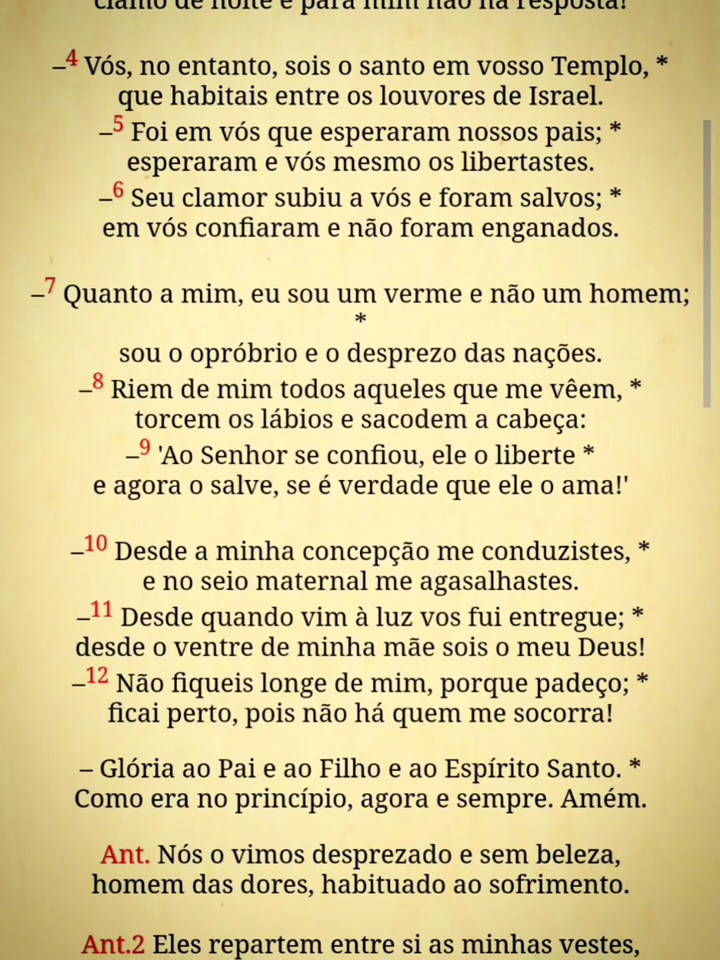 clamo de noite e para mim não há resposta!
–4 Vós, no entanto, sois o santo em vosso Templo, *
que habitais entre os louvores de Israel.
–5 Foi em vós que esperaram nossos pais; *
esperaram e vós mesmo os libertastes.
–6 Seu clamor subiu a vós e foram salvos; *
em vós confiaram e não foram enganados.
–7 Quanto a mim, eu sou um verme e não um homem;
*
sou o opróbrio e o desprezo das nações.
–8 Riem de mim todos aqueles que me vêem, *
torcem os lábios e sacodem a cabeça:
–9 'Ao Senhor se confiou, ele o liberte *
e agora o salve, se é verdade que ele o ama!'
–10 Desde a minha concepção me conduzistes, *
e no seio maternal me agasalhastes.
–11 Desde quando vim à luz vos fui entregue; *
desde o ventre de minha mãe sois o meu Deus!
–12 Não fiqueis longe de mim, porque padeço; *
ficai perto, pois não há quem me socorra!
– Glória ao Pai e ao Filho e ao Espírito Santo. *
Como era no princípio, agora e sempre. Amém.
Ant. Nós o vimos desprezado e sem beleza,
homem das dores, habituado ao sofrimento.
Ant.2 Eles repartem entre si as minhas vestes,